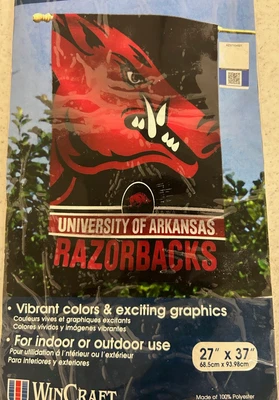 UNIVERSITY OF ARKANSAS
RAZORBACKS
• Vibrant colors & exciting graphics
Couleurs vives et graphiques excitants
Colores vívidos y imágenes vibrantes
• For indoor or outdoor use
Pour utilidation à l'intérieur ou l'extérieur
Para interiores y exteriores
27" x 37"
68.5cm x 93.98cm
WINCRAFT
Made of 100% Polyester